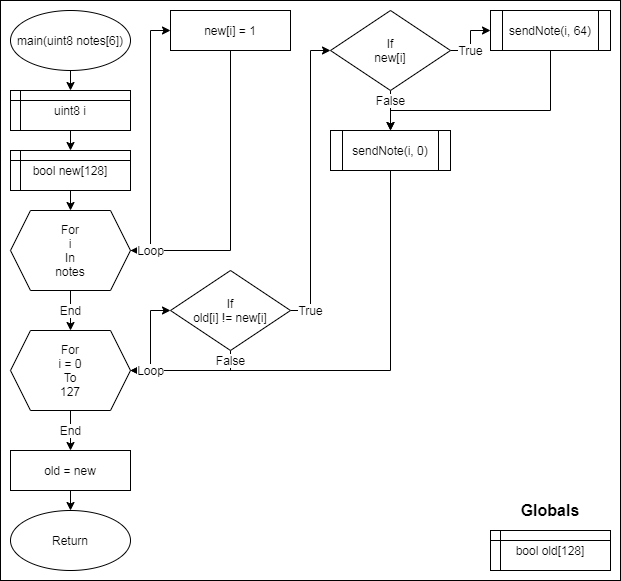 main(uint8 notes[6])
uint8 i
bool new[128]
For
i
In
notes
Loop
new[i] = 1
End
For
i = 0
To
127
Loop
If
old[i] != new[i]
True
False
If
new[i]
True
False
sendNote(i, 64)
sendNote(i, 0)
End
old = new
Return
Globals
bool old[128]